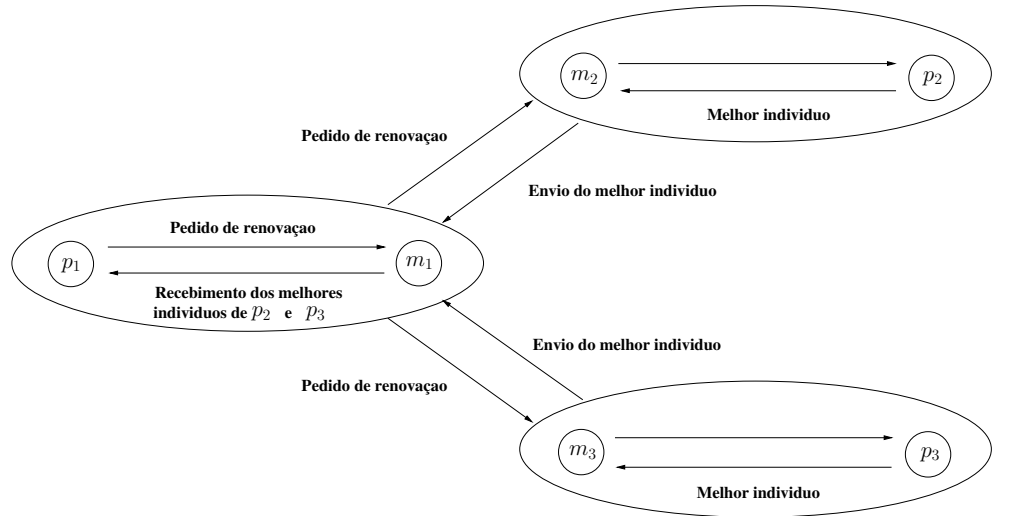 m2
p2
Melhor individuo
Pedido de renovaçao
Envio do melhor individuo
Pedido de renovaçao
p1
m1
Recebimento dos melhores
individuos de p2 e p3
Envio do melhor individuo
Pedido de renovaçao
m3
p3
Melhor individuo